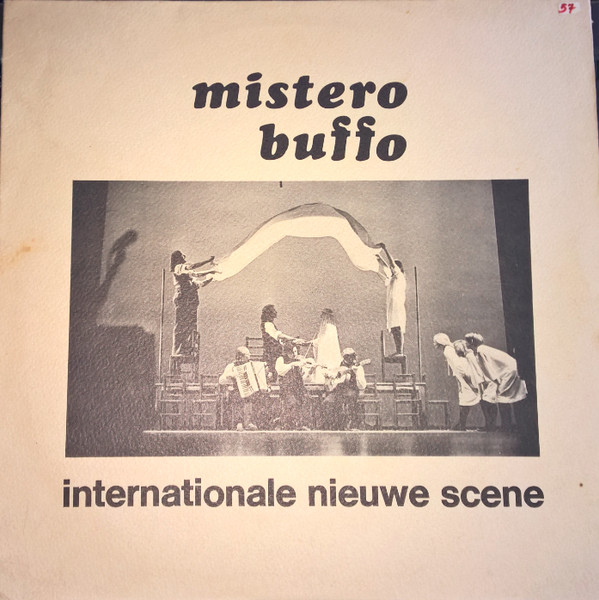 57
mistero
buffo
internationale nieuwe scene